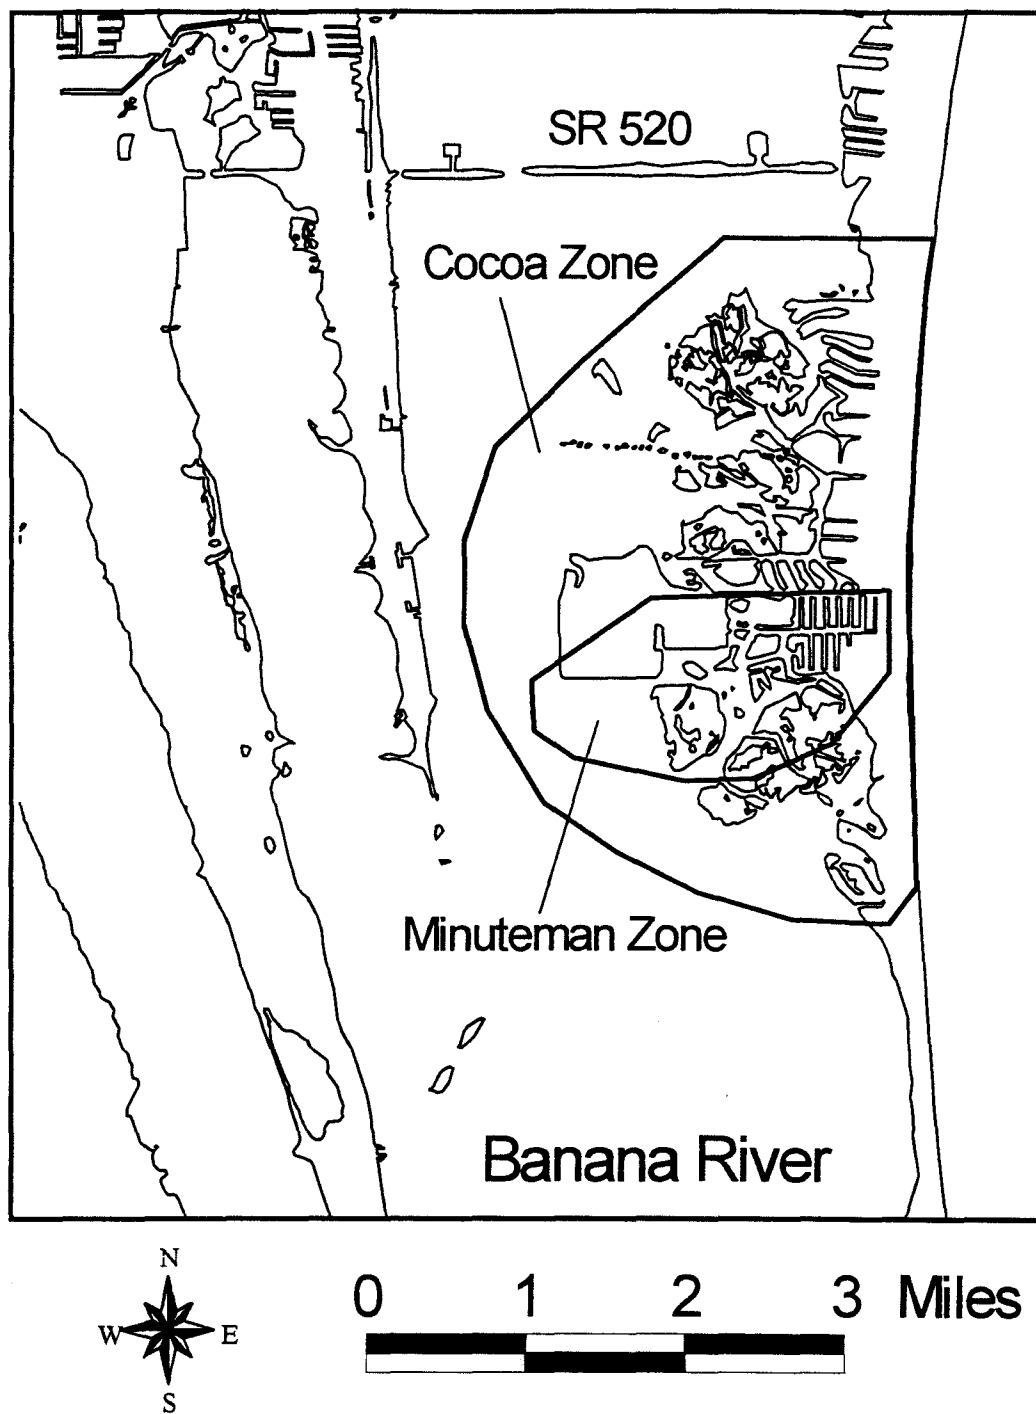 SR 520
Cocoa Zone
Minuteman Zone
Banana River
N
W E
S
0 1 2 3 Miles